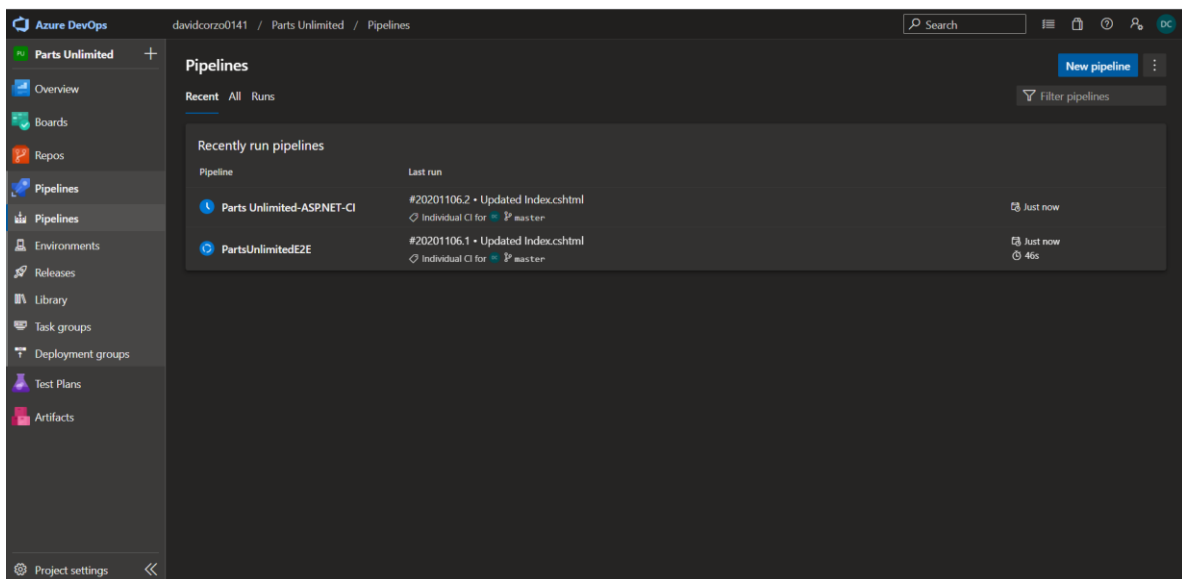 Azure DevOps
davidcorzo0141 / Parts Unlimited / Pipelines
Search
DC
PU
Parts Unlimited
Overview
Boards
Repos
Pipelines
Pipelines
Environments
Releases
Library
Task groups
Deployment groups
Test Plans
Artifacts
Project settings
Pipelines
New pipeline
Recent All Runs
Filter pipelines
Recently run pipelines
Pipeline Last run
Parts Unlimited-ASP.NET-CI
#20201106.2 • Updated Index.cshtml
Individual CI for master
Just now
PartsUnlimitedE2E
#20201106.1 • Updated Index.cshtml
Individual CI for master
Just now
46s